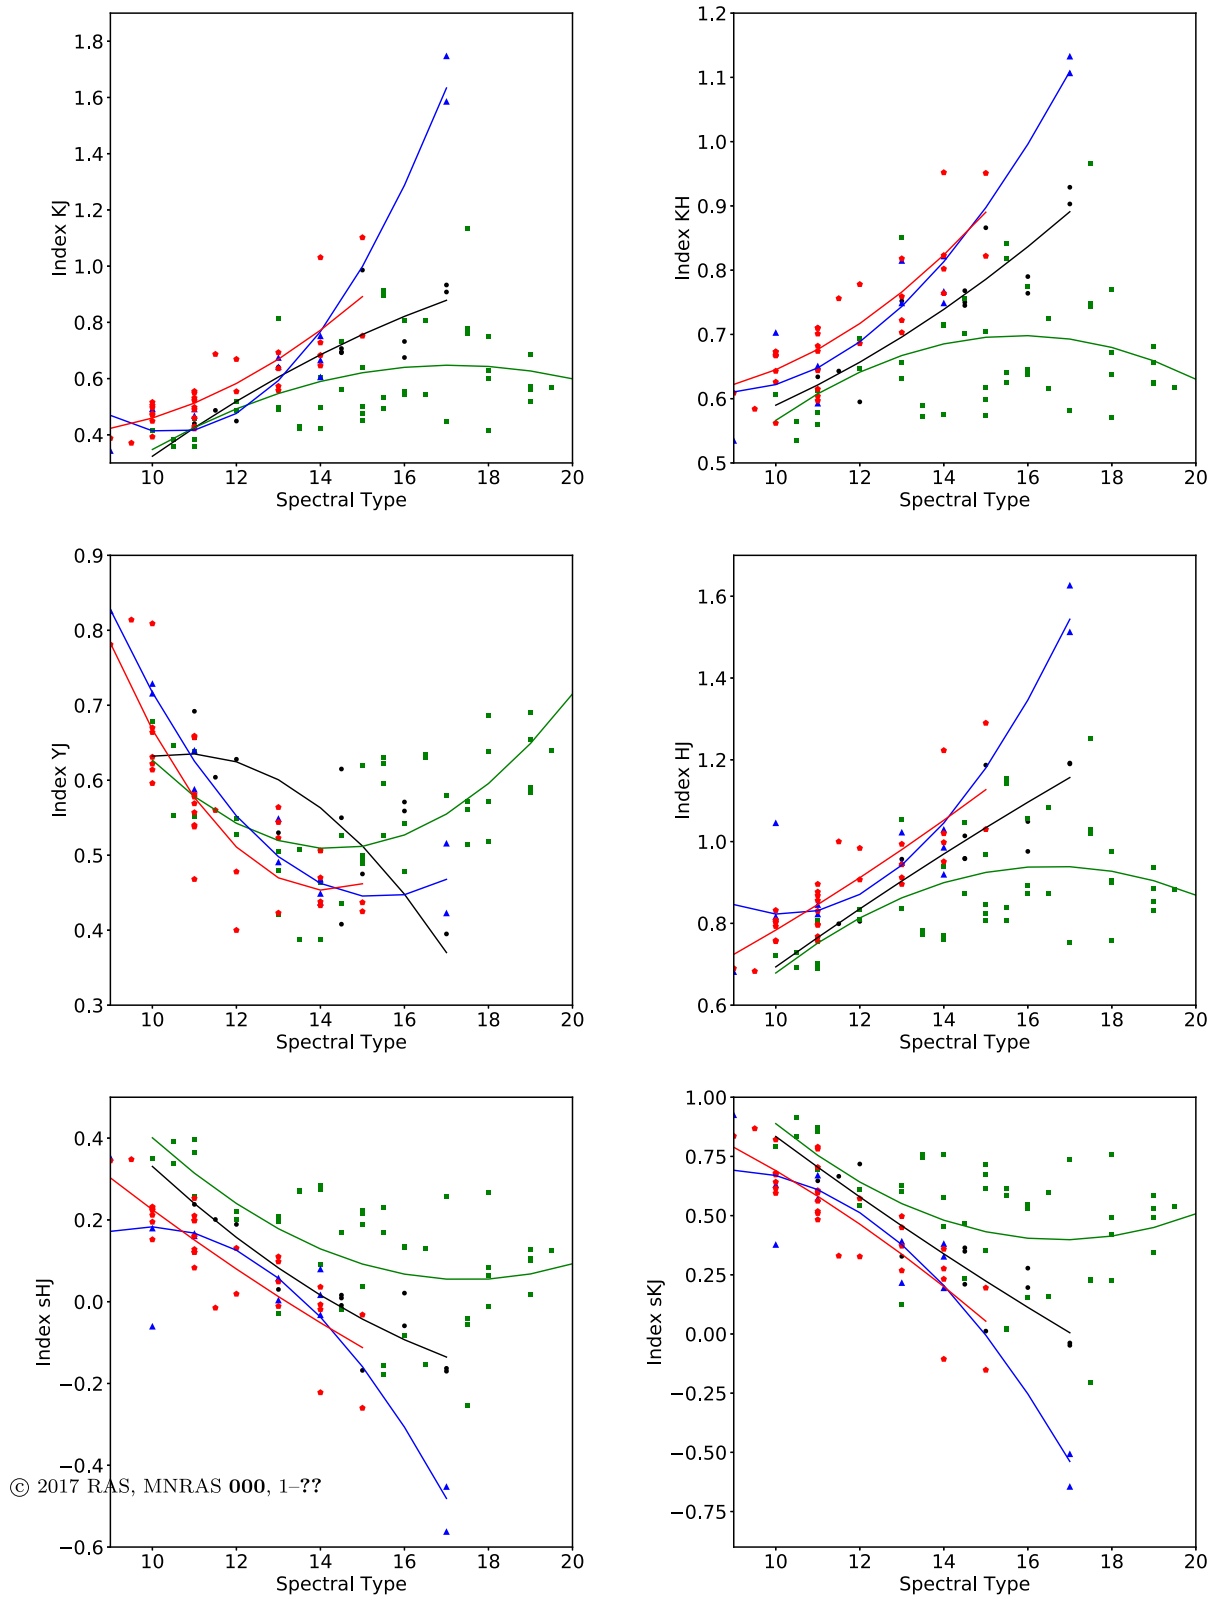 1.8
1.6
1.4
1.2
1.0
0.8
0.6
0.4
Index KJ
10 12 14 16 18 20
Spectral Type
1.2
1.1
1.0
0.9
0.8
0.7
0.6
0.5
Index KH
10 12 14 16 18 20
Spectral Type
0.9
0.8
0.7
0.6
0.5
0.4
0.3
Index YJ
10 12 14 16 18 20
Spectral Type
1.6
1.4
1.2
1.0
0.8
0.6
Index HJ
10 12 14 16 18 20
Spectral Type
0.4
0.2
0.0
−0.2
−0.4
−0.6
Index sHJ
10 12 14 16 18 20
Spectral Type
1.00
0.75
0.50
0.25
0.00
−0.25
−0.50
−0.75
Index sKJ
10 12 14 16 18 20
Spectral Type
© 2017 RAS, MNRAS 000, 1–??